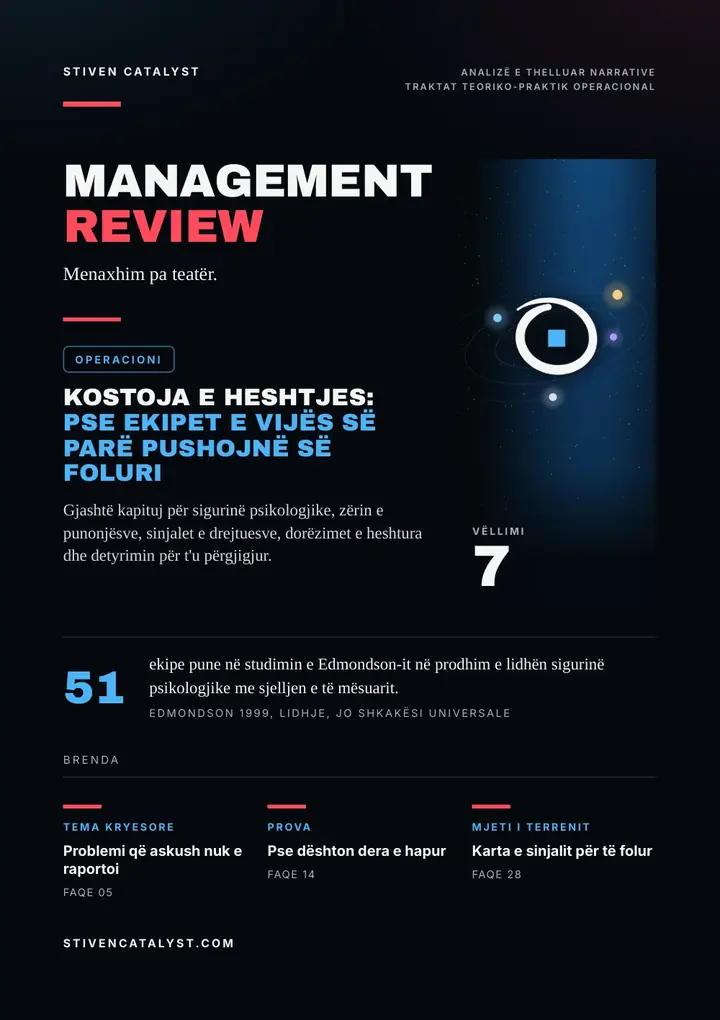 STIVEN CATALYST
ANALIZË E THELLUAR NARRATIVE
TRAKTAT TEORIKO-PRAKTIK OPERACIONAL
MANAGEMENT
REVIEW
Menaxhim pa teatër.
OPERACIONI
KOSTOJA E HESHTJES:
PSE EKIPET E VIJËS SË
PARË PUSHOJNË SË
FOLURI
Gjashtë kapituj për sigurinë psikologjike, zërin e
punonjësve, sinjalet e drejtuesve, dorëzimet e heshtura
dhe detyrimin për t'u përgjigjur.
VËLLIMI
7
51
ekipe pune në studimin e Edmondson-it në prodhim e lidhën sigurinë
psikologjike me sjelljen e të mësuarit.
EDMONDSON 1999, LIDHJE, JO SHKAKËSI UNIVERSALE
BRENDA
TEMA KRYESORE
Problemi që askush nuk e
raportoi
FAQE 05
PROVA
Pse dështon dera e hapur
FAQE 14
MJETI I TERRENIT
Karta e sinjalit për të folur
FAQE 28
STIVENCATALYST.COM